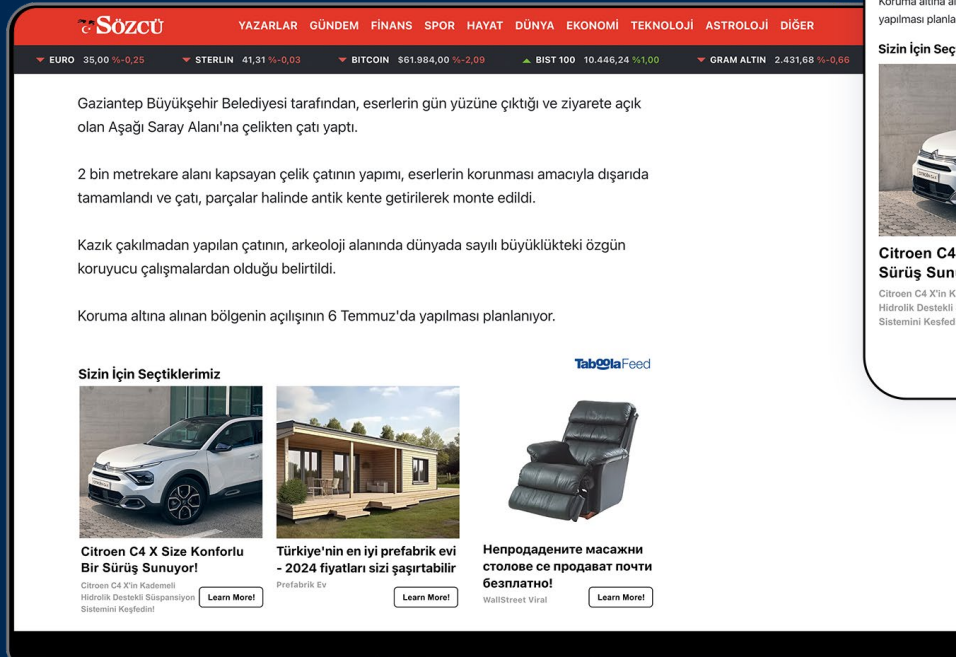 SÖZCÜ
YAZARLAR GÜNDEM FİNANS SPOR HAYAT DÜNYA EKONOMİ TEKNOLOJİ ASTROLOJİ DİĞER
EURO 35,00 %-0,25 STERLIN 41,31 %-0,03 BITCOIN $61.984,00 %-2,09 BIST 100 10.446,24 %1,00 GRAM ALTIN 2.431,68 %-0,66
Gaziantep Büyükşehir Belediyesi tarafından, eserlerin gün yüzüne çıktığı ve ziyarete açık
olan Aşağı Saray Alanı'na çelikten çatı yaptı.
2 bin metrekare alanı kapsayan çelik çatının yapımı, eserlerin korunması amacıyla dışarıda
tamamlandı ve çatı, parçalar halinde antik kente getirilerek monte edildi.
Kazık çakılmadan yapılan çatının, arkeoloji alanında dünyada sayılı büyüklükteki özgün
koruyucu çalışmalardan olduğu belirtildi.
Koruma altına alınan bölgenin açılışının 6 Temmuz'da yapılması planlanıyor.
Sizin İçin Seçtiklerimiz
Taboola Feed
Citroen C4 X Size Konforlu
Bir Sürüş Sunuyor!
Citroen C4 X'in Kademeli
Hidrolik Destekli Süspansiyon
Sistemini Keşfedin!
Learn More!
Türkiye'nin en iyi prefabrik evi
- 2024 fiyatları sizi şaşırtabilir
Prefabrik Ev
Learn More!
Непродадените масажни
столове се продават почти
безплатно!
WallStreet Viral
Learn More!
Koruma altına
yapılması
Sizin İçin
Citroen C4
Sürüş
Citroen C4 X'in
Hidrolik Destekli
Sistemini